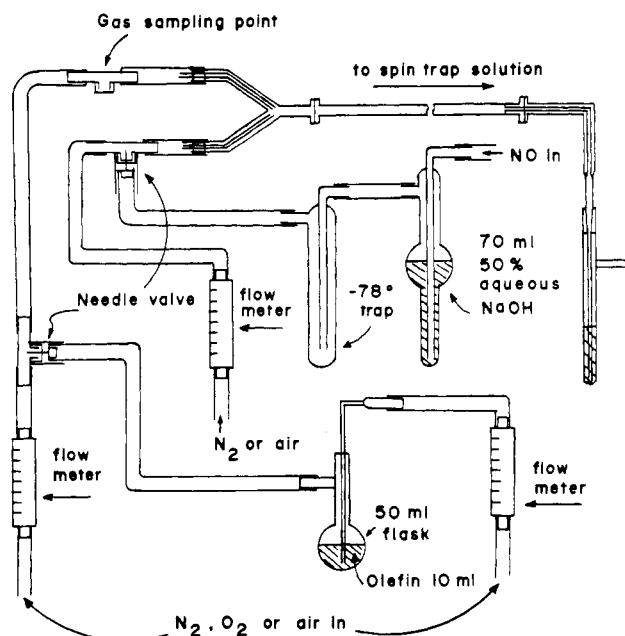 Gas sampling point
to spin trap solution
NO in
70 ml
50%
aqueous
NaOH
-78°
trap
Needle valve
flow
meter
N2 or air
flow
meter
50 ml
flask
flow
meter
Olefin 10 ml
N2, O2 or air in